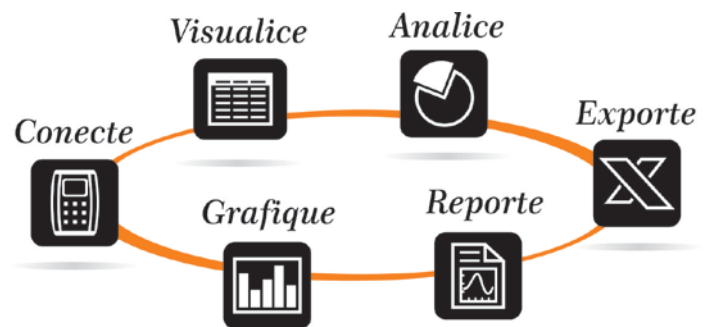 Visualice
Analice
Conecte
Exporte
Grafique
Reporte